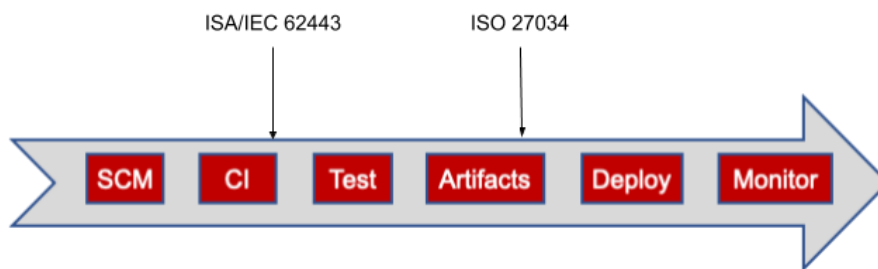 ISA/IEC 62443
ISO 27034
SCM
CI
Test
Artifacts
Deploy
Monitor